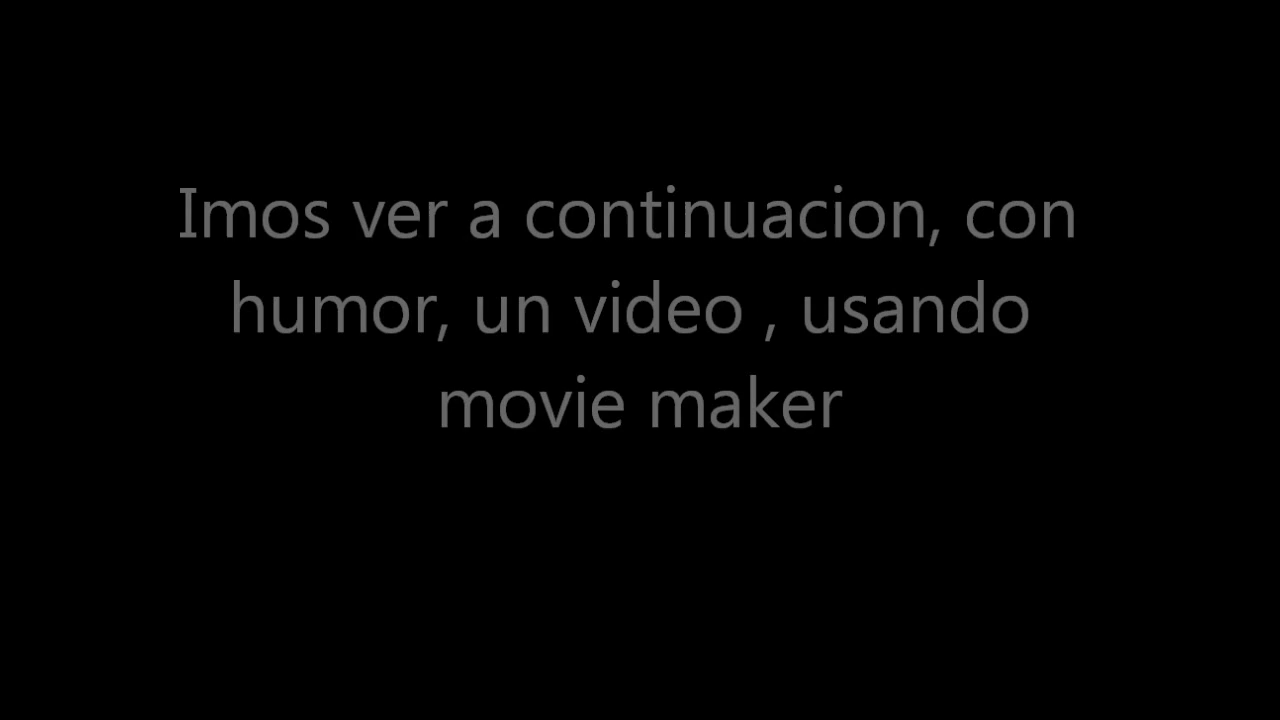 Imos ver a continuacion, con
humor, un video , usando
movie maker